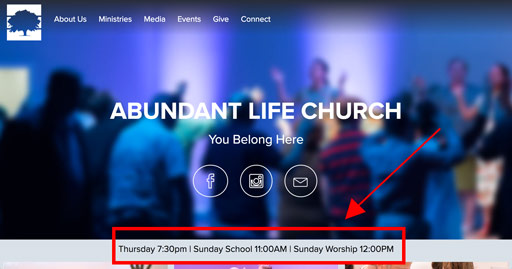 About Us Ministries Media Events Give Connect
ABUNDANT LIFE CHURCH
You Belong Here
Thursday 7:30pm | Sunday School 11:00AM | Sunday Worship 12:00PM